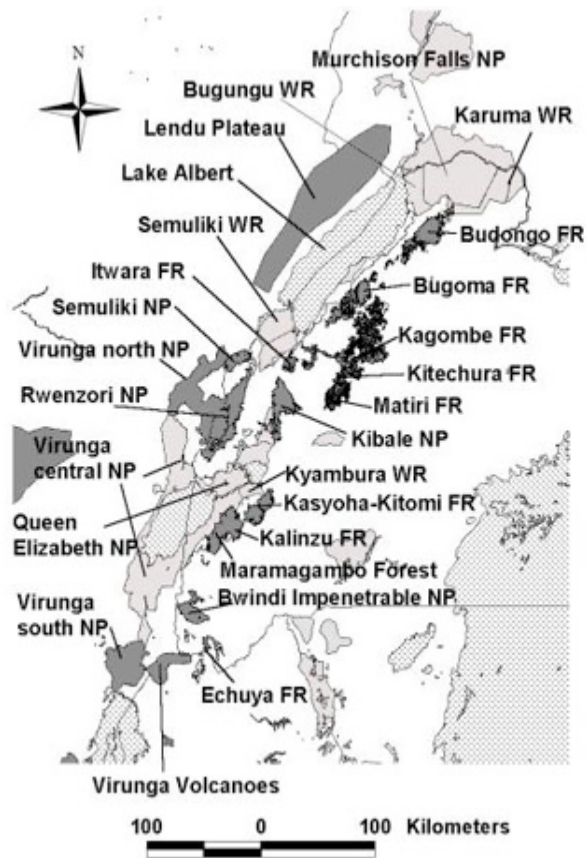 N
Murchison Falls NP
Bugungu WR
Karuma WR
Lendu Plateau
Lake Albert
Semuliki WR
Budongo FR
Itwara FR
Bugoma FR
Semuliki NP
Kagombe FR
Virunga north NP
Kitechura FR
Rwenzori NP
Matiri FR
Kibale NP
Virunga
central NP
Kyambura WR
Kasyoha-Kitomi FR
Queen
Elizabeth NP
Kalinzu FR
Maramagambo Forest
Bwindi Impenetrable NP
Virunga
south NP
Echuya FR
Virunga Volcanoes
100 0 100 Kilometers